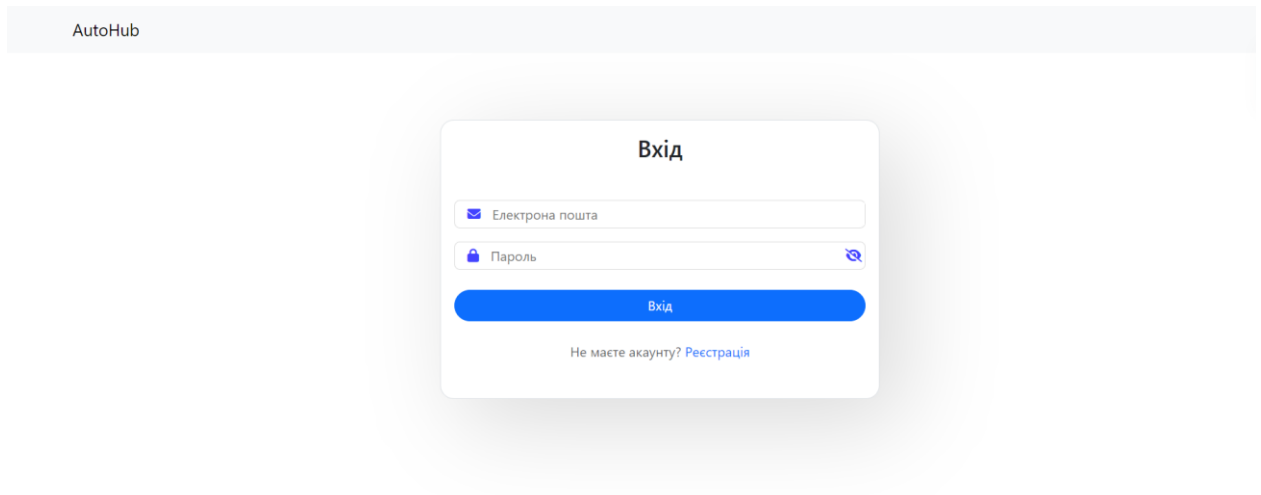 AutoHub
Вхід
Електрона пошта
Пароль
Вхід
Не маєте акаунту? Реєстрація